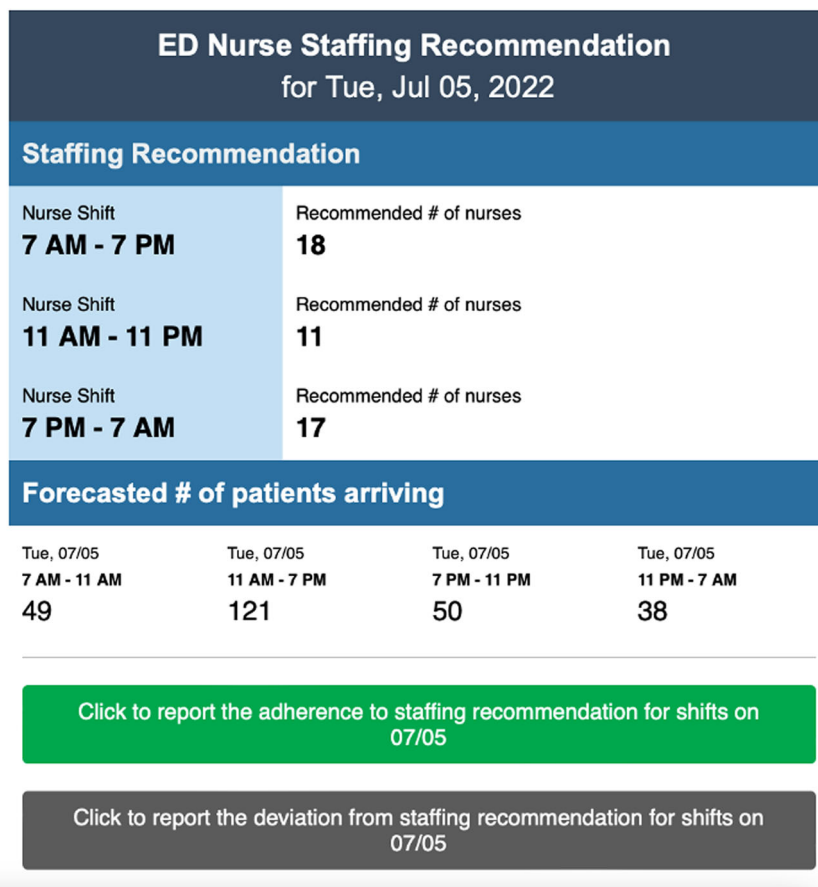 ED Nurse Staffing Recommendation
for Tue, Jul 05, 2022
Staffing Recommendation
Nurse Shift
7 AM - 7 PM
Recommended # of nurses
18
Nurse Shift
11 AM - 11 PM
Recommended # of nurses
11
Nurse Shift
7 PM - 7 AM
Recommended # of nurses
17
Forecasted # of patients arriving
Tue, 07/05
7 AM - 11 AM
49
Tue, 07/05
11 AM - 7 PM
121
Tue, 07/05
7 PM - 11 PM
50
Tue, 07/05
11 PM - 7 AM
38
Click to report the adherence to staffing recommendation for shifts on
07/05
Click to report the deviation from staffing recommendation for shifts on
07/05